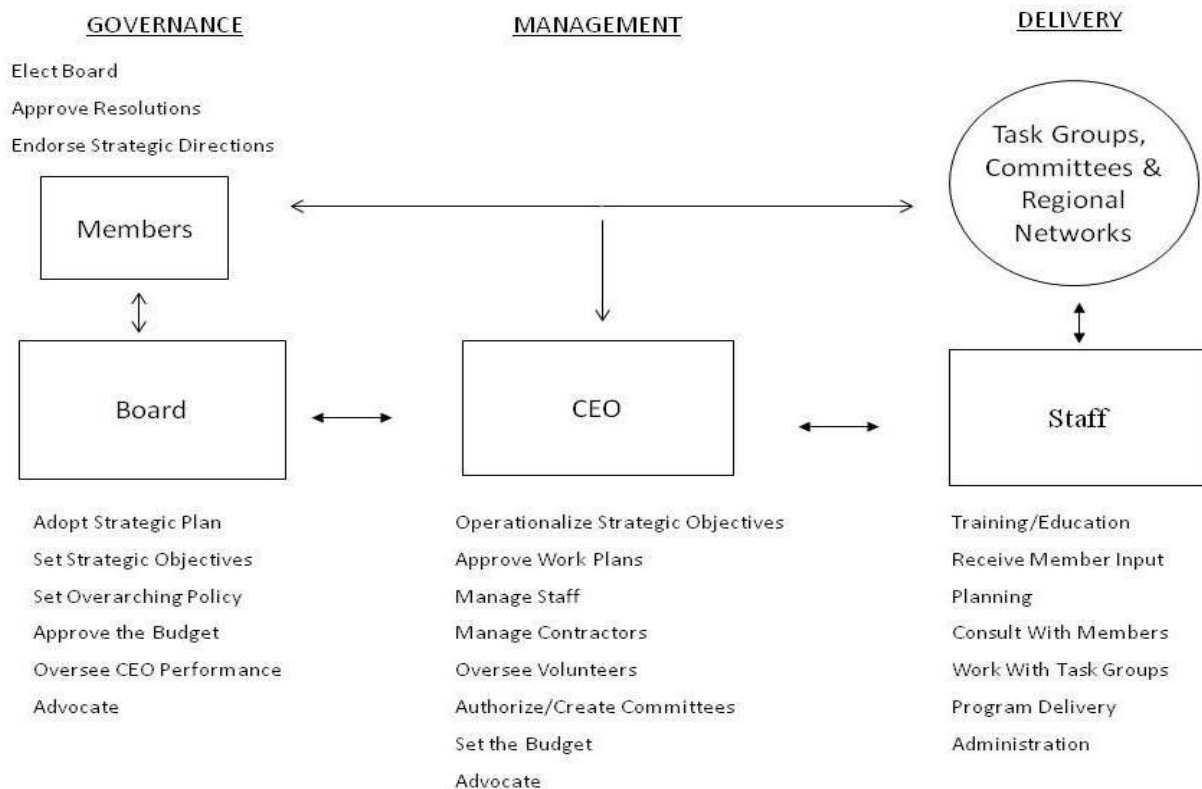 GOVERNANCE
MANAGEMENT
DELIVERY
Elect Board
Approve Resolutions
Endorse Strategic Directions
Members
Task Groups,
Committees &
Regional
Networks
Board
CEO
Staff
Adopt Strategic Plan
Set Strategic Objectives
Set Overarching Policy
Approve the Budget
Oversee CEO Performance
Advocate
Operationalize Strategic Objectives
Approve Work Plans
Manage Staff
Manage Contractors
Oversee Volunteers
Authorize/Create Committees
Set the Budget
Advocate
Training/Education
Receive Member Input
Planning
Consult With Members
Work With Task Groups
Program Delivery
Administration